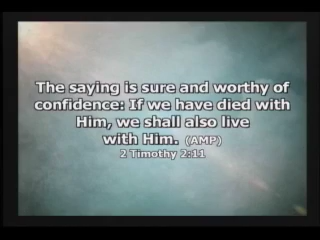 The saying is sure and worthy of
confidence: If we have died with
Him, we shall also live
with Him. (AMP)
2 Timothy 2:11